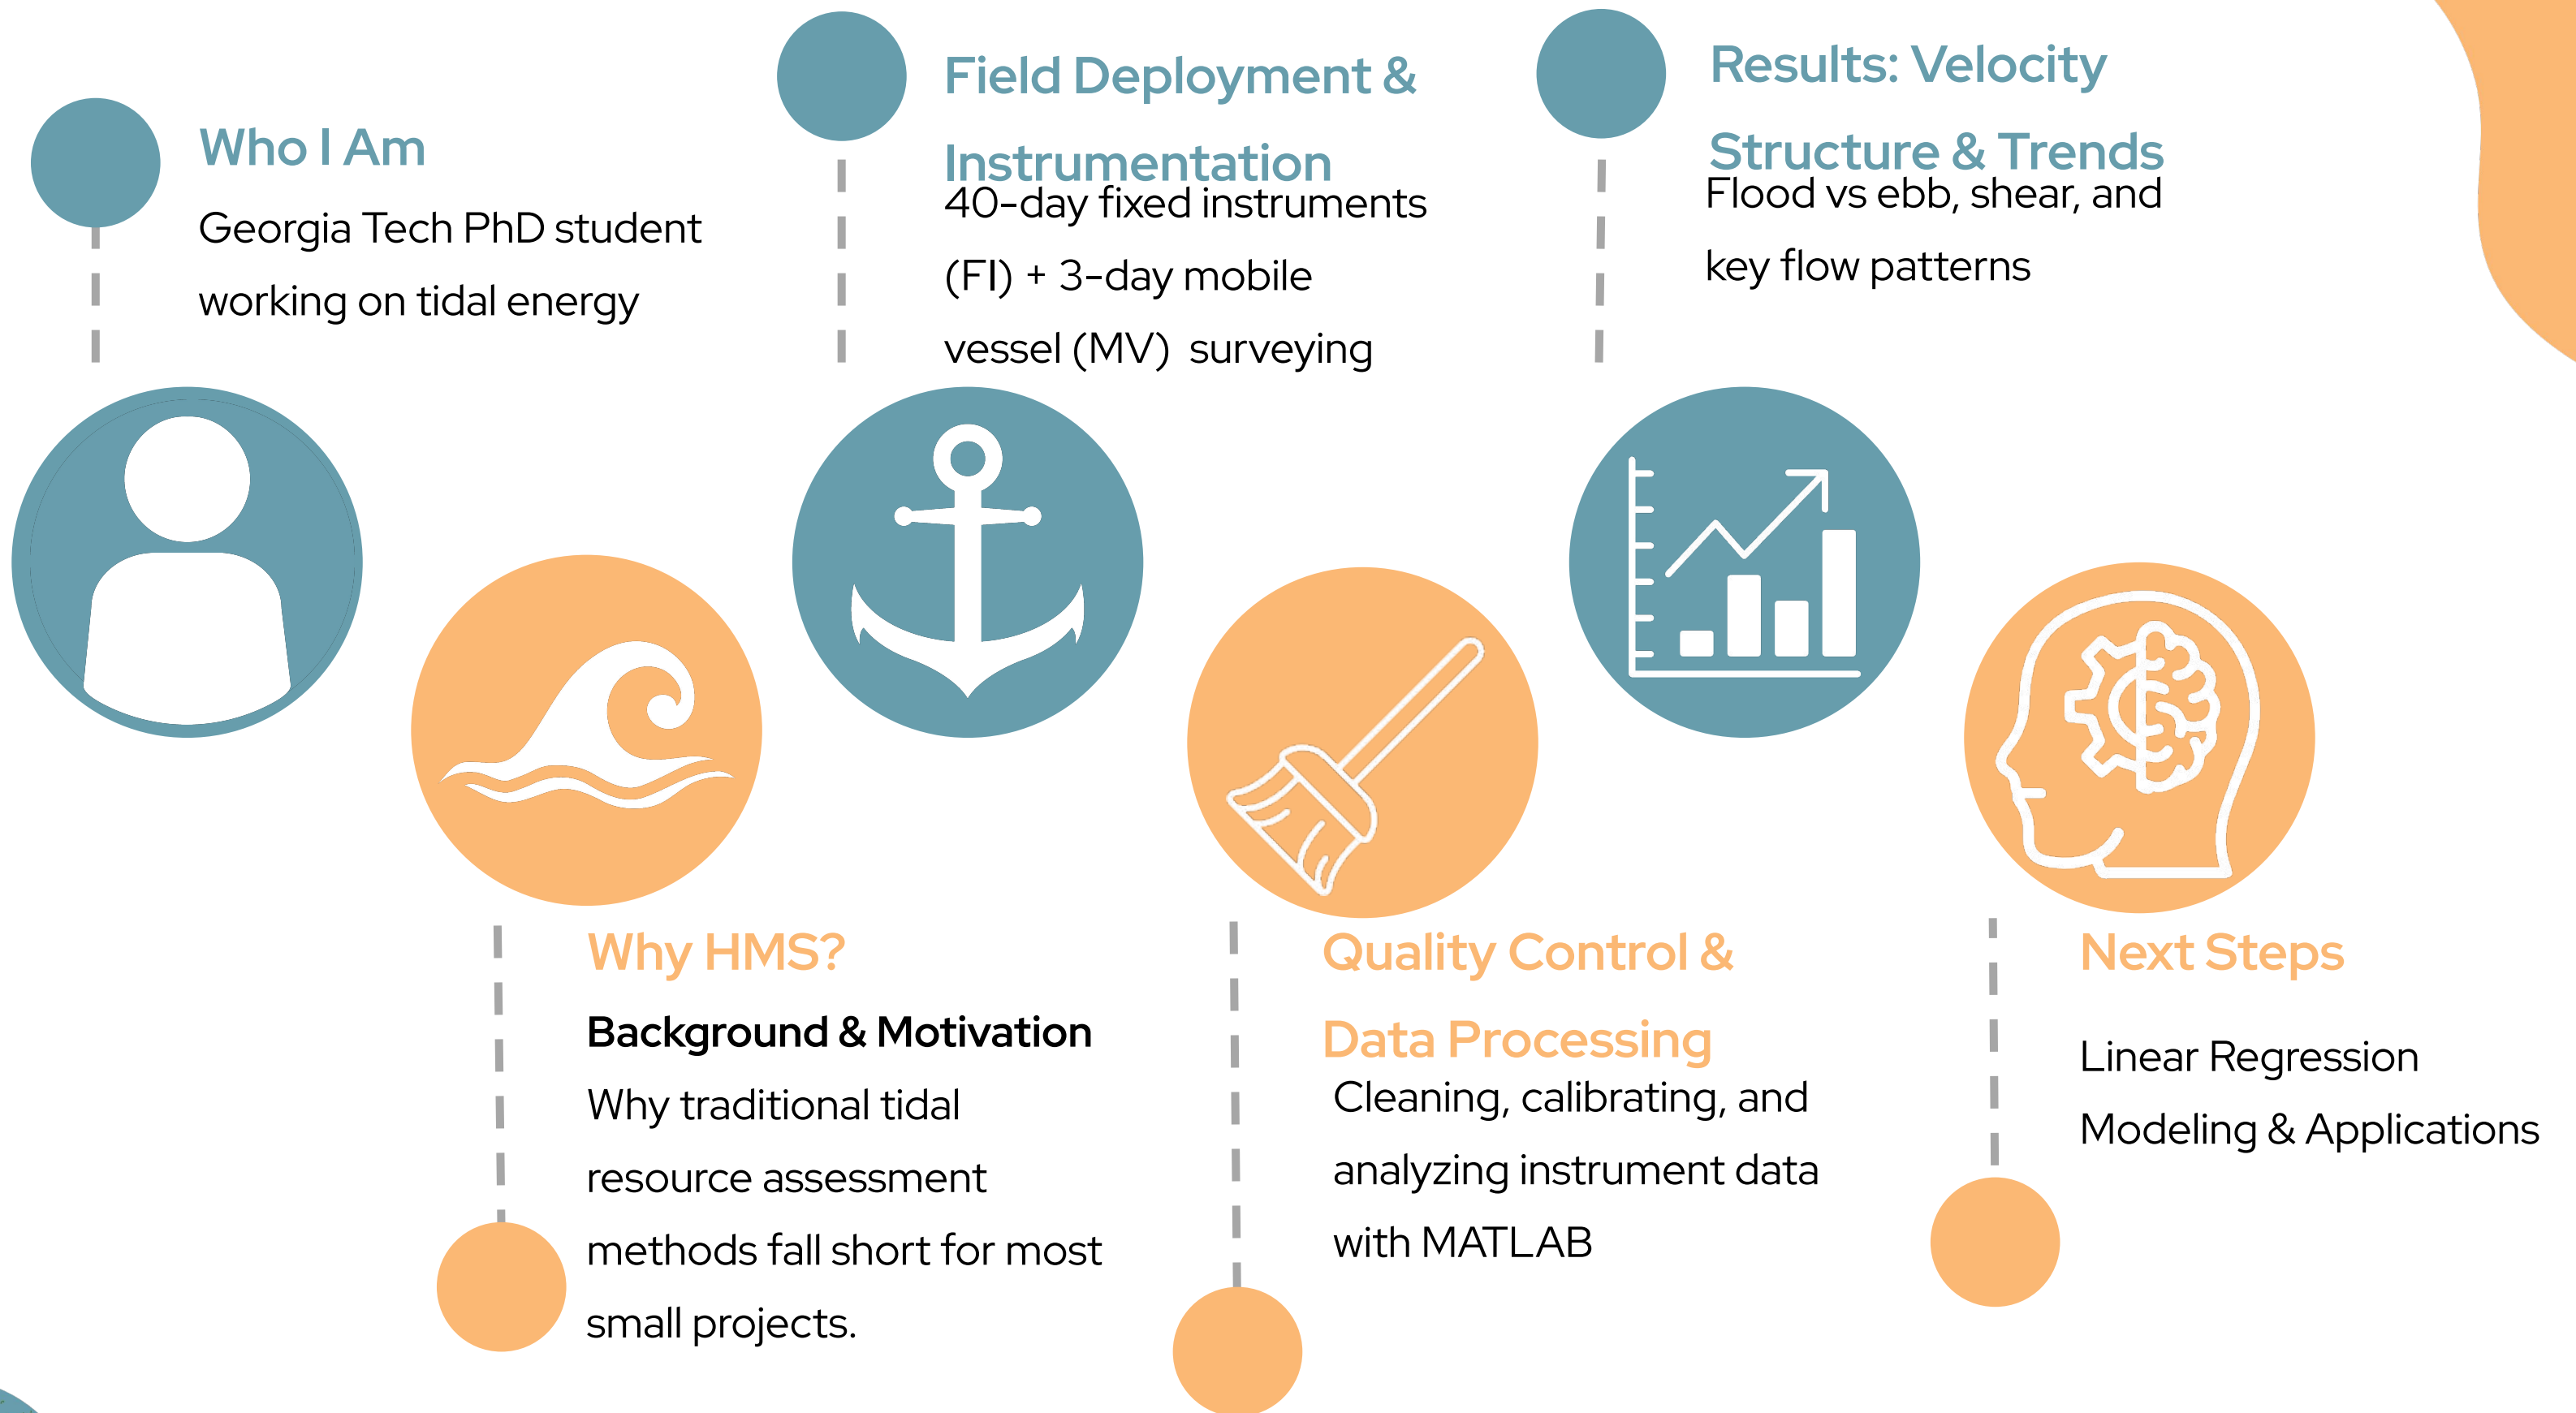 Who I Am
Georgia Tech PhD student
working on tidal energy
Why HMS?
Background & Motivation
Why traditional tidal
resource assessment
methods fall short for most
small projects.
Field Deployment &
Instrumentation
40-day fixed instruments
(FI) + 3-day mobile
vessel (MV) surveying
Quality Control &
Data Processing
Cleaning, calibrating, and
analyzing instrument data
with MATLAB
Results: Velocity
Structure & Trends
Flood vs ebb, shear, and
key flow patterns
Next Steps
Linear Regression
Modeling & Applications